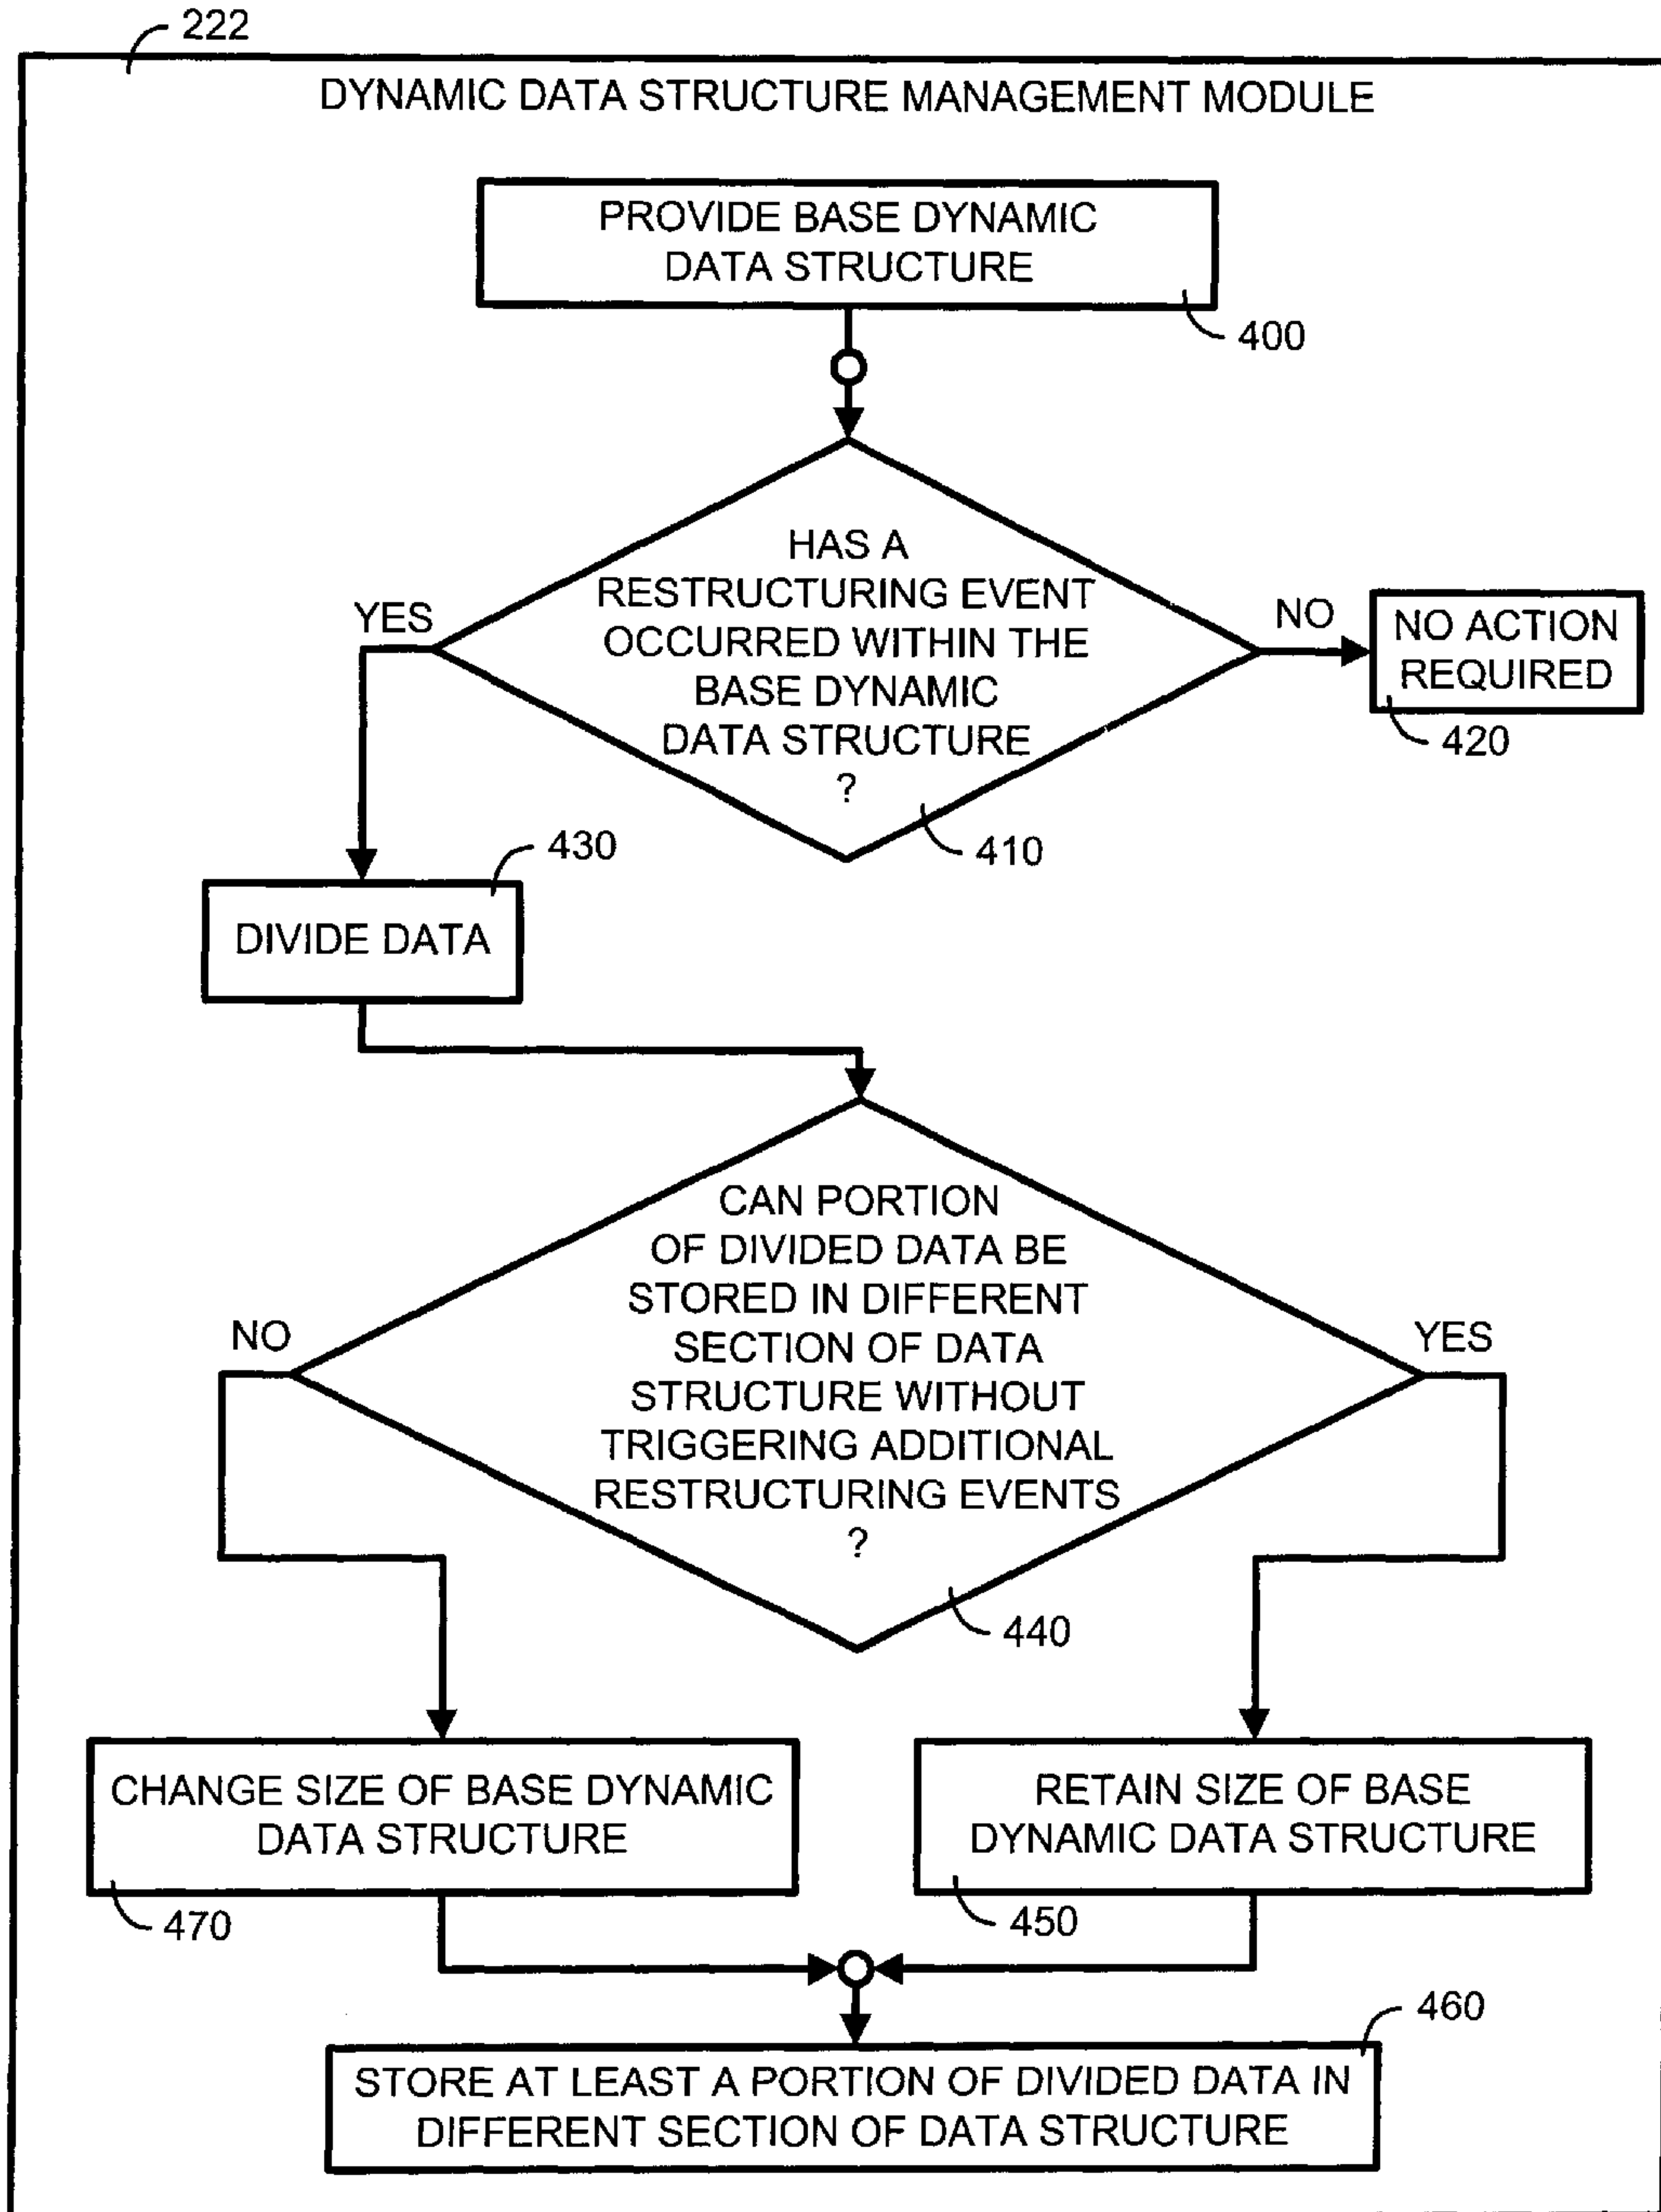 222
DYNAMIC DATA STRUCTURE MANAGEMENT MODULE
PROVIDE BASE DYNAMIC
DATA STRUCTURE
400
HAS A
RESTRUCTURING EVENT
OCCURRED WITHIN THE
BASE DYNAMIC
DATA STRUCTURE
?
410
YES
NO
NO ACTION
REQUIRED
420
430
DIVIDE DATA
CAN PORTION
OF DIVIDED DATA BE
STORED IN DIFFERENT
SECTION OF DATA
STRUCTURE WITHOUT
TRIGGERING ADDITIONAL
RESTRUCTURING EVENTS
?
440
NO
YES
CHANGE SIZE OF BASE DYNAMIC
DATA STRUCTURE
470
RETAIN SIZE OF BASE
DYNAMIC DATA STRUCTURE
450
460
STORE AT LEAST A PORTION OF DIVIDED DATA IN
DIFFERENT SECTION OF DATA STRUCTURE